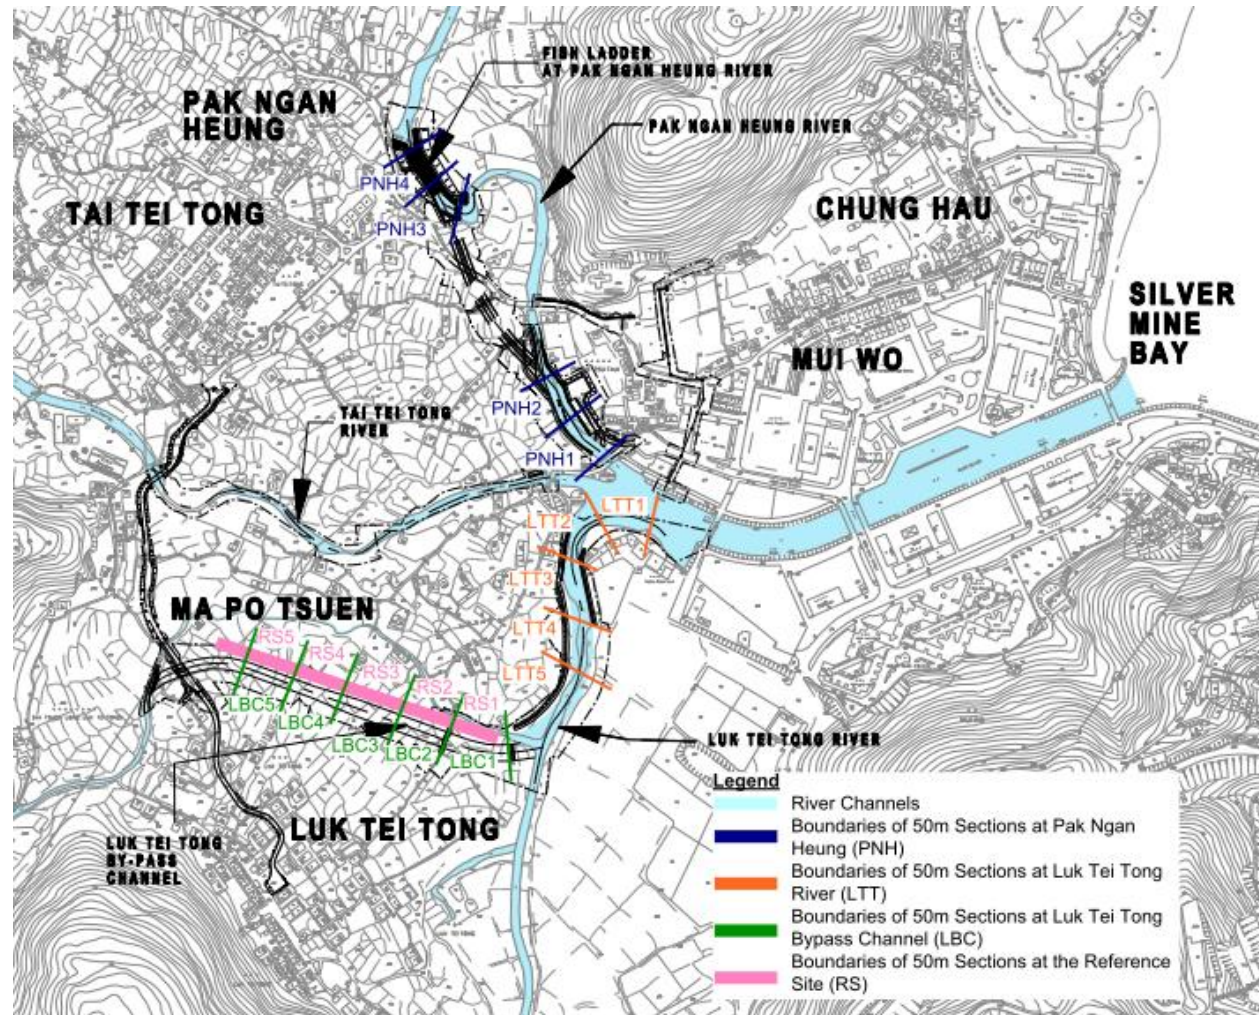 FISH LADDER
AT PAK NGAN HEUNG RIVER
PAK NGAN
HEUNG
PAK NGAN HEUNG RIVER
PNH4
TAI TEI TONG
CHUNG HAU
PNH3
SILVER
MINE
BAY
MUI WO
PNH2
TAI TEI TONG
RIVER
PNH1
LTT1
LTT2
LTT3
MA PO TSUEN
LTT4
RS5
RS4
LTT5
RS3
RS2
RS1
LBC5
LBC4
LBC3
LBC2
LBC1
LUK TEI TONG RIVER
LUK TEI TONG
LUK TEI TONG
BY-PASS
CHANNEL
Legend
River Channels
Boundaries of 50m Sections at Pak Ngan
Heung (PNH)
Boundaries of 50m Sections at Luk Tei Tong
River (LTT)
Boundaries of 50m Sections at Luk Tei Tong
Bypass Channel (LBC)
Boundaries of 50m Sections at the Reference
Site (RS)